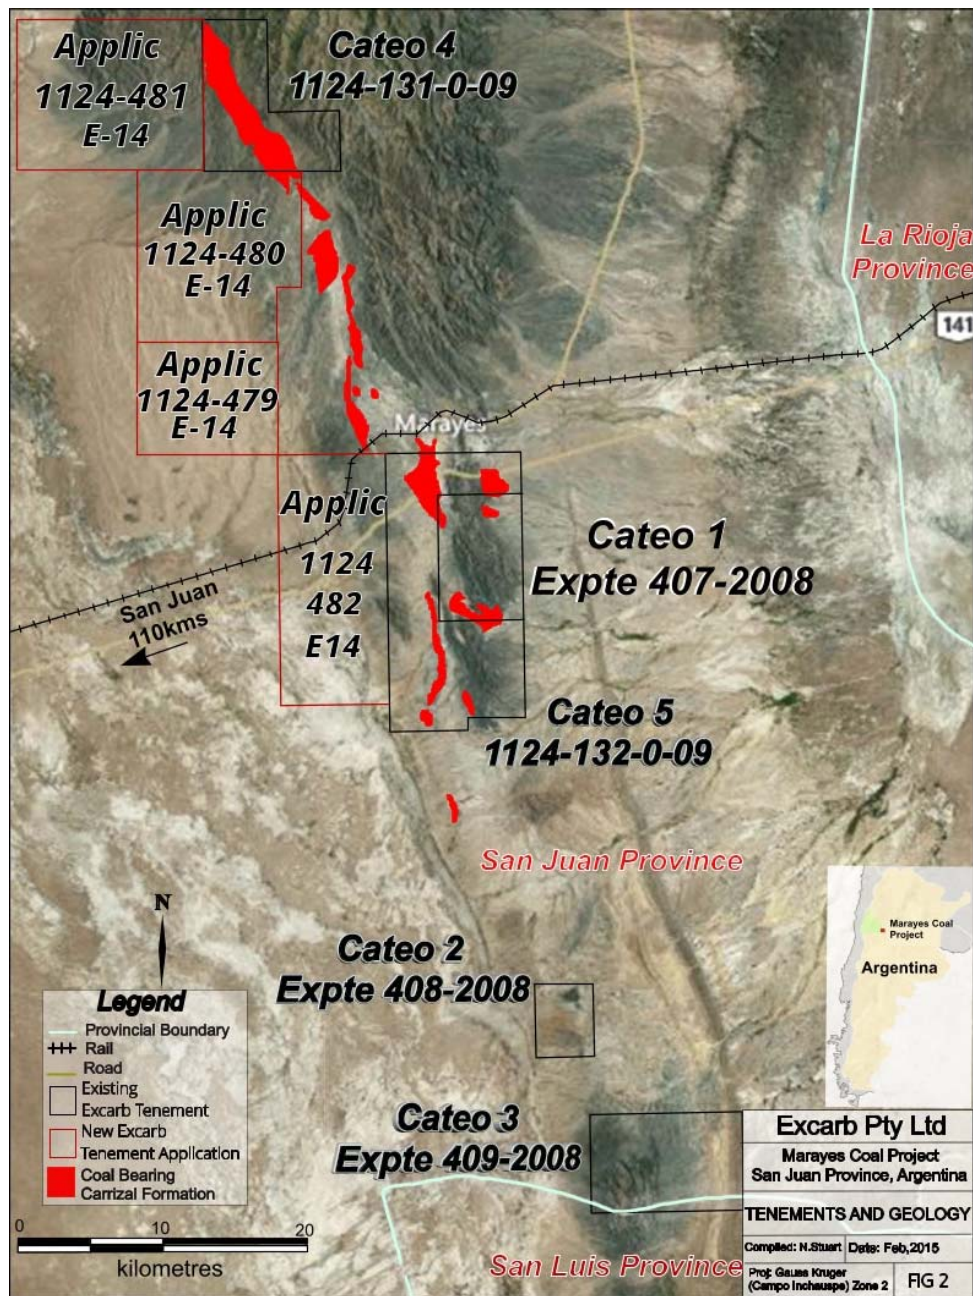 Applic
1124-481
E-14
Cateo 4
1124-131-0-09
Applic
1124-480
E-14
La Rioja
Province
141
Applic
1124-479
E-14
Marayes
Applic
1124
482
E14
Cateo 1
Expte 407-2008
San Juan
110kms
Cateo 5
1124-132-0-09
San Juan Province
Marayes Coal
Project
Argentina
N
Cateo 2
Expte 408-2008
Legend
Provincial Boundary
Rail
Road
Existing
Excarb Tenement
New Excarb
Tenement Application
Coal Bearing
Carrizal Formation
Cateo 3
Expte 409-2008
0 20
kilometres
San Luis Province
Excarb Pty Ltd
Marayes Coal Project
San Juan Province, Argentina
TENEMENTS AND GEOLOGY
Compiled: N.Stuart Date: Feb,2015
Proj: Gauss Kruger
(Campo Inchauspe) Zone 2
FIG 2